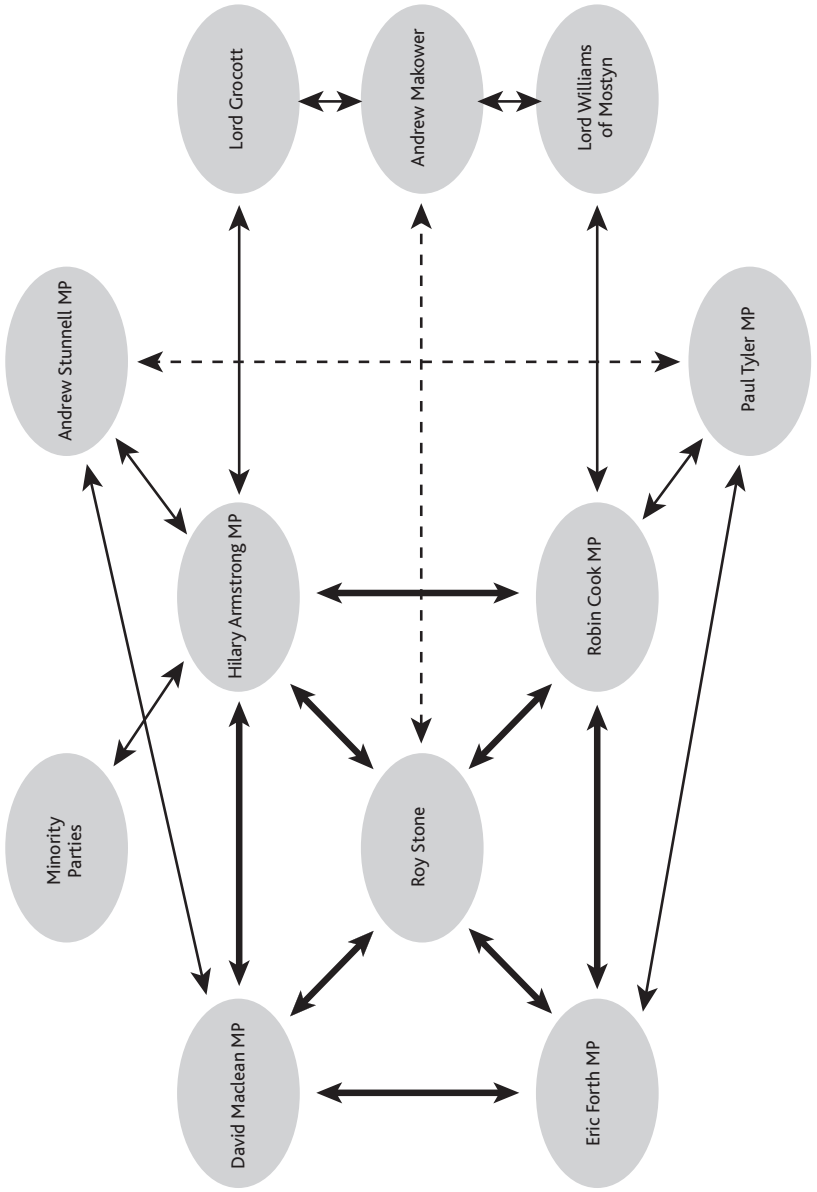 Minority
Parties
Andrew Stunnell MP
David Maclean MP
Hilary Armstrong MP
Lord Grocott
Roy Stone
Andrew Makower
Eric Forth MP
Robin Cook MP
Lord Williams
of Mostyn
Paul Tyler MP